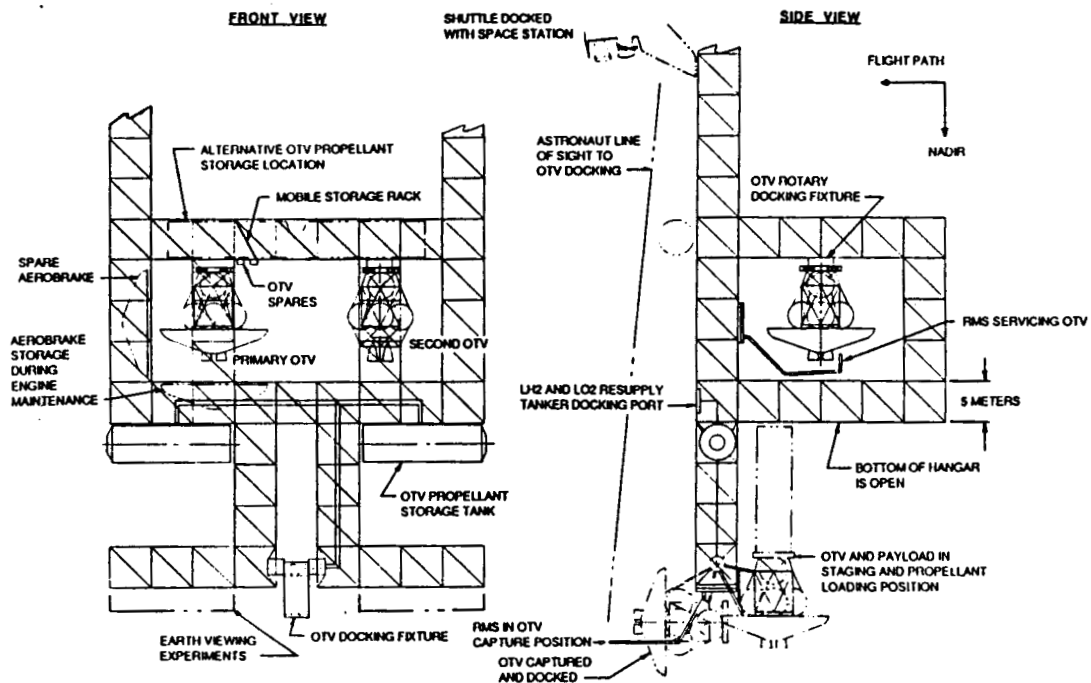 FRONT VIEW
SHUTTLE DOCKED
WITH SPACE STATION
SIDE VIEW
FLIGHT PATH
NADIR
ALTERNATIVE OTV PROPELLANT
STORAGE LOCATION
MOBILE STORAGE RACK
ASTRONAUT LINE
OF SIGHT TO
OTV DOCKING
OTV ROTARY
DOCKING FIXTURE
SPARE
AEROBRAKE
OTV
SPARES
AEROBRAKE
STORAGE
DURING
ENGINE
MAINTENANCE
PRIMARY OTV
SECOND OTV
RMS SERVICING OTV
LH2 AND LO2 RESUPPLY
TANKER DOCKING PORT
5 METERS
BOTTOM OF HANGAR
IS OPEN
OTV PROPELLANT
STORAGE TANK
OTV AND PAYLOAD IN
STAGING AND PROPELLANT
LOADING POSITION
EARTH VIEWING
EXPERIMENTS
OTV DOCKING FIXTURE
RMS IN OTV
CAPTURE POSITION
OTV CAPTURED
AND DOCKED